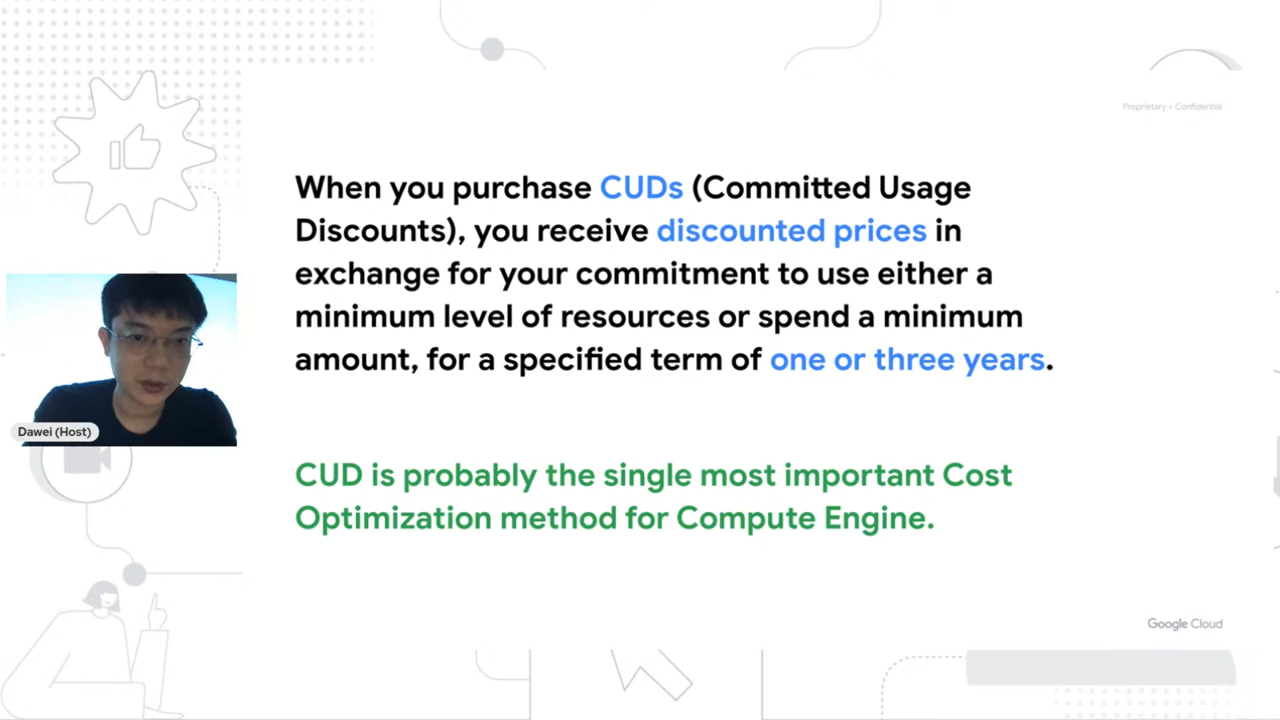 Proprietary + Confidential
When you purchase CUDs (Committed Usage
Discounts), you receive discounted prices in
exchange for your commitment to use either a
minimum level of resources or spend a minimum
amount, for a specified term of one or three years.
Dawei (Host)
CUD is probably the single most important Cost
Optimization method for Compute Engine.
Google Cloud